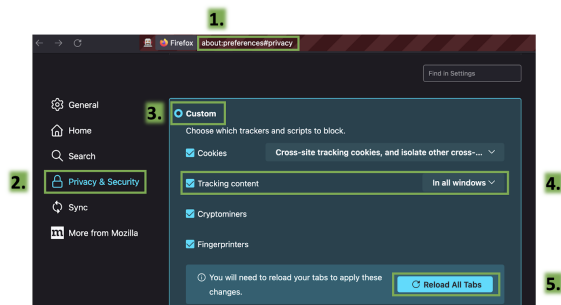 1.
Firefox about:preferences#privacy
Find in Settings
General
3.
Custom
Home
Choose which trackers and scripts to block.
Search
Cookies Cross-site tracking cookies, and isolate other cross-... 
2.
Privacy & Security
Tracking content In all windows
4.
Sync
Cryptominers
m More from Mozilla
Fingerprinters
You will need to reload your tabs to apply these
changes.
Reload All Tabs
5.